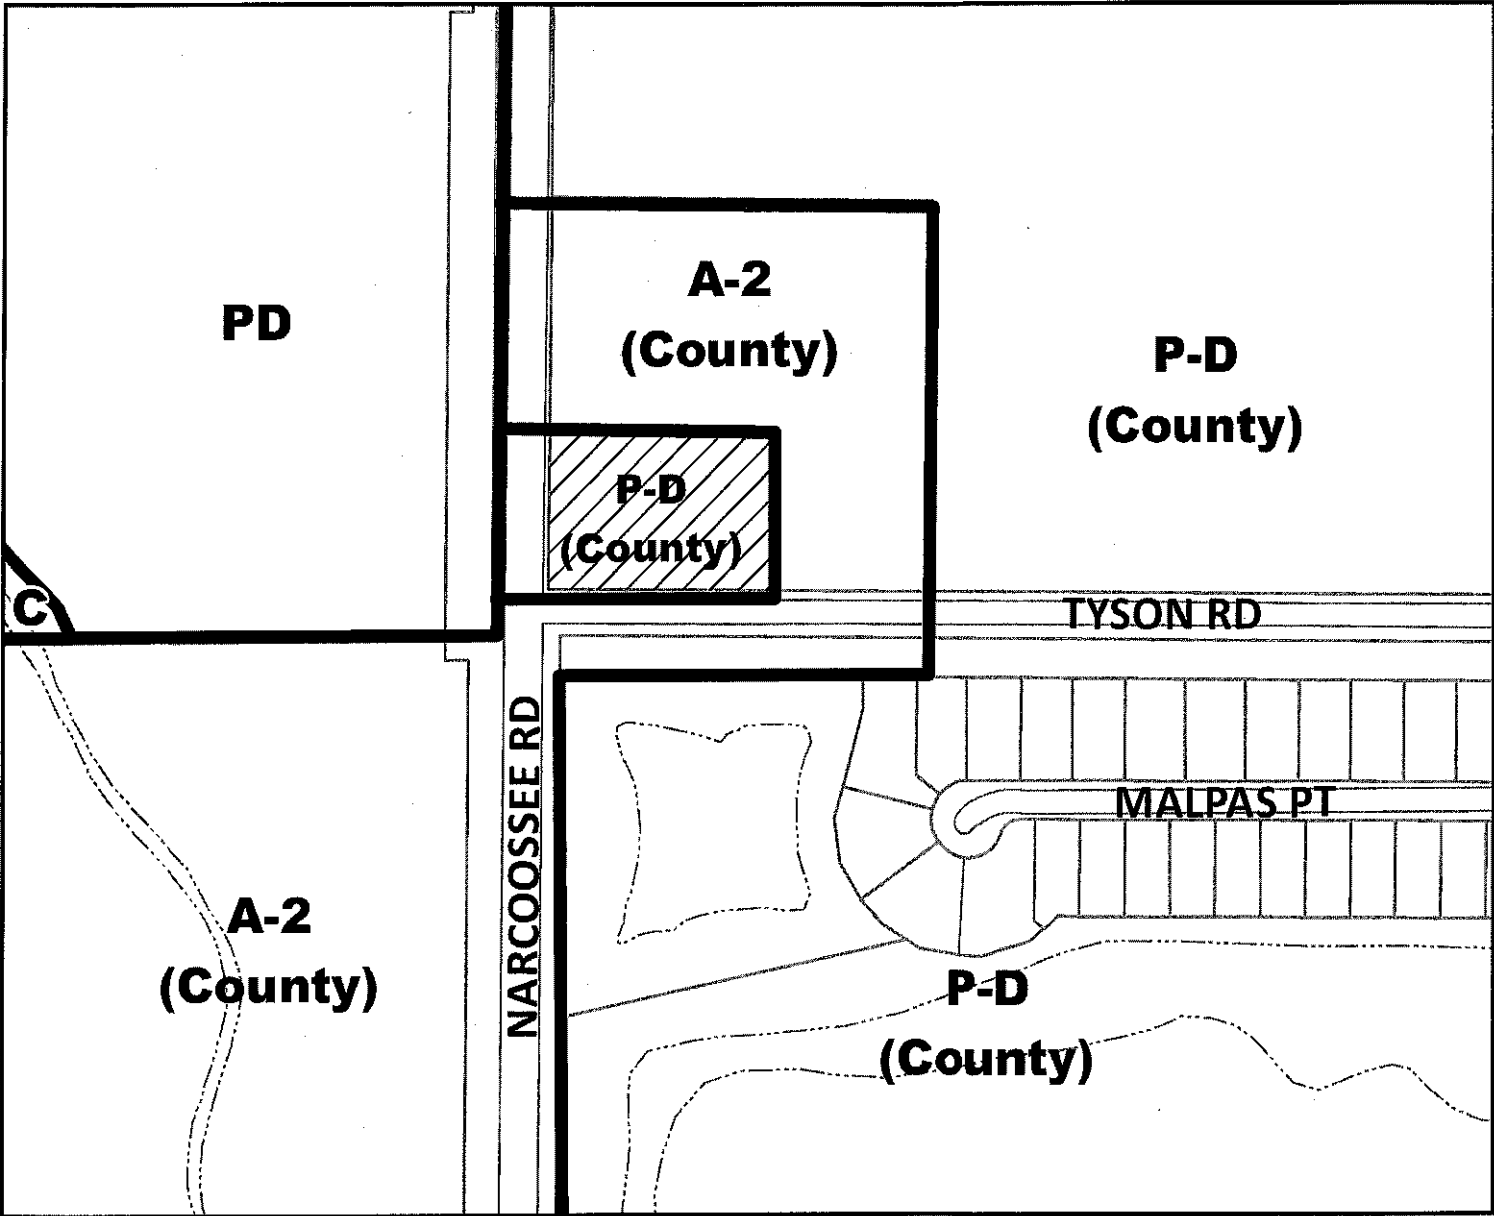 A-2
(County)
PD
P-D
(County)
P-D
(County)
C
TYSON RD
NARCOOSSEE RD
MALPAS PT
A-2
(County)
P-D
(County)